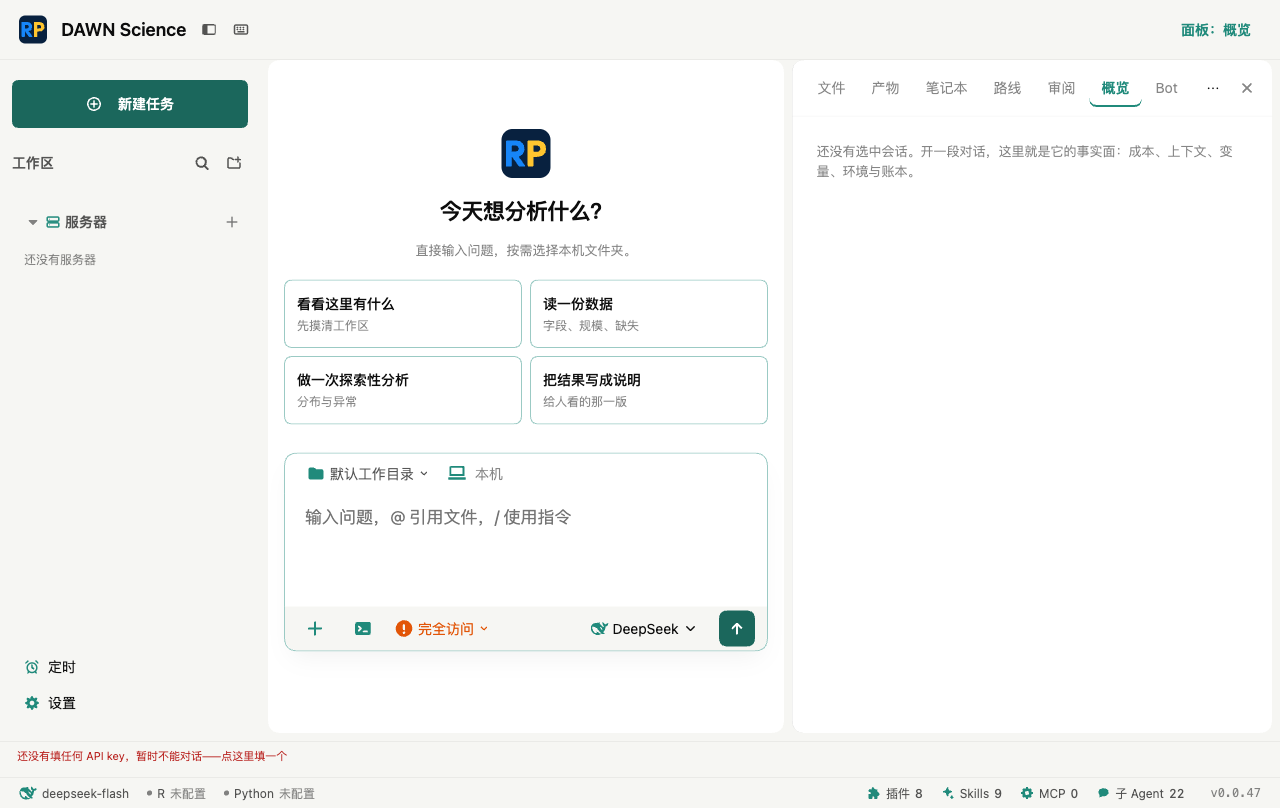 RP DAWN Science 面板：概览
新建任务
工作区
服务器
还没有服务器
定时
设置
RP
今天想分析什么?
直接输入问题，按需选择本机文件夹。
看看这里有什么
先摸清工作区
读一份数据
字段、规模、缺失
做一次探索性分析
分布与异常
把结果写成说明
给人看的那一版
默认工作目录 本机
输入问题，@ 引用文件，/ 使用指令
完全访问 DeepSeek
文件 产物 笔记本 路线 审阅 概览 Bot ···
还没有选中会话。开一段对话，这里就是它的事实面：成本、上下文、变
量、环境与账本。
还没有填任何 API key，暂时不能对话——点这里填一个
deepseek-flash R 未配置 Python 未配置 插件 8 Skills 9 MCP 0 子 Agent 22 v0.0.47